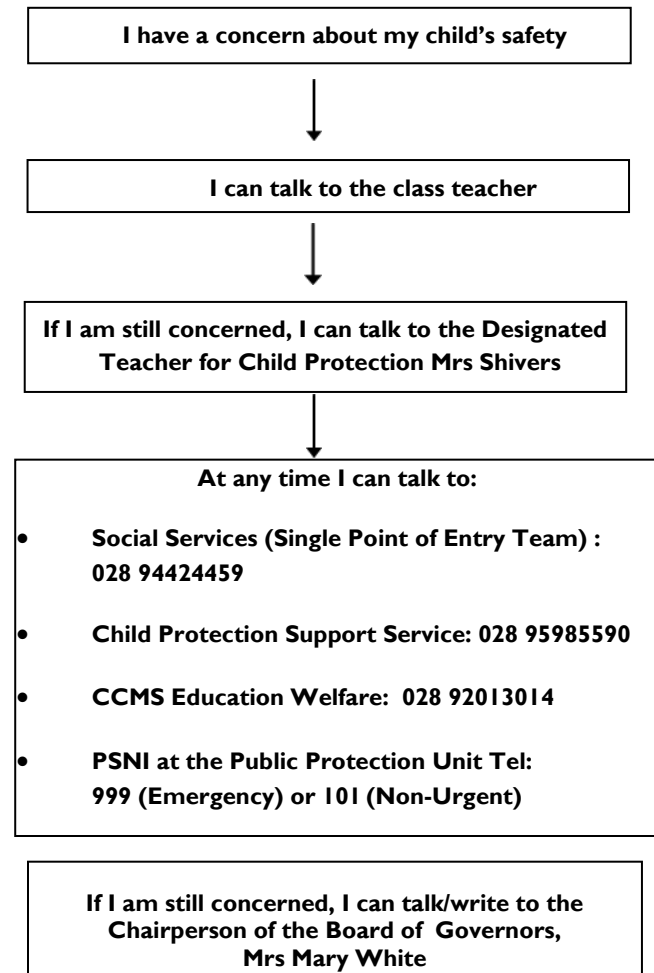 I have a concern about my child’s safety
I can talk to the class teacher
If I am still concerned, I can talk to the Designated
Teacher for Child Protection Mrs Shivers
At any time I can talk to:
• Social Services (Single Point of Entry Team) :
028 94424459
• Child Protection Support Service: 028 95985590
• CCMS Education Welfare: 028 92013014
• PSNI at the Public Protection Unit Tel:
999 (Emergency) or 101 (Non-Urgent)
If I am still concerned, I can talk/write to the
Chairperson of the Board of Governors,
Mrs Mary White